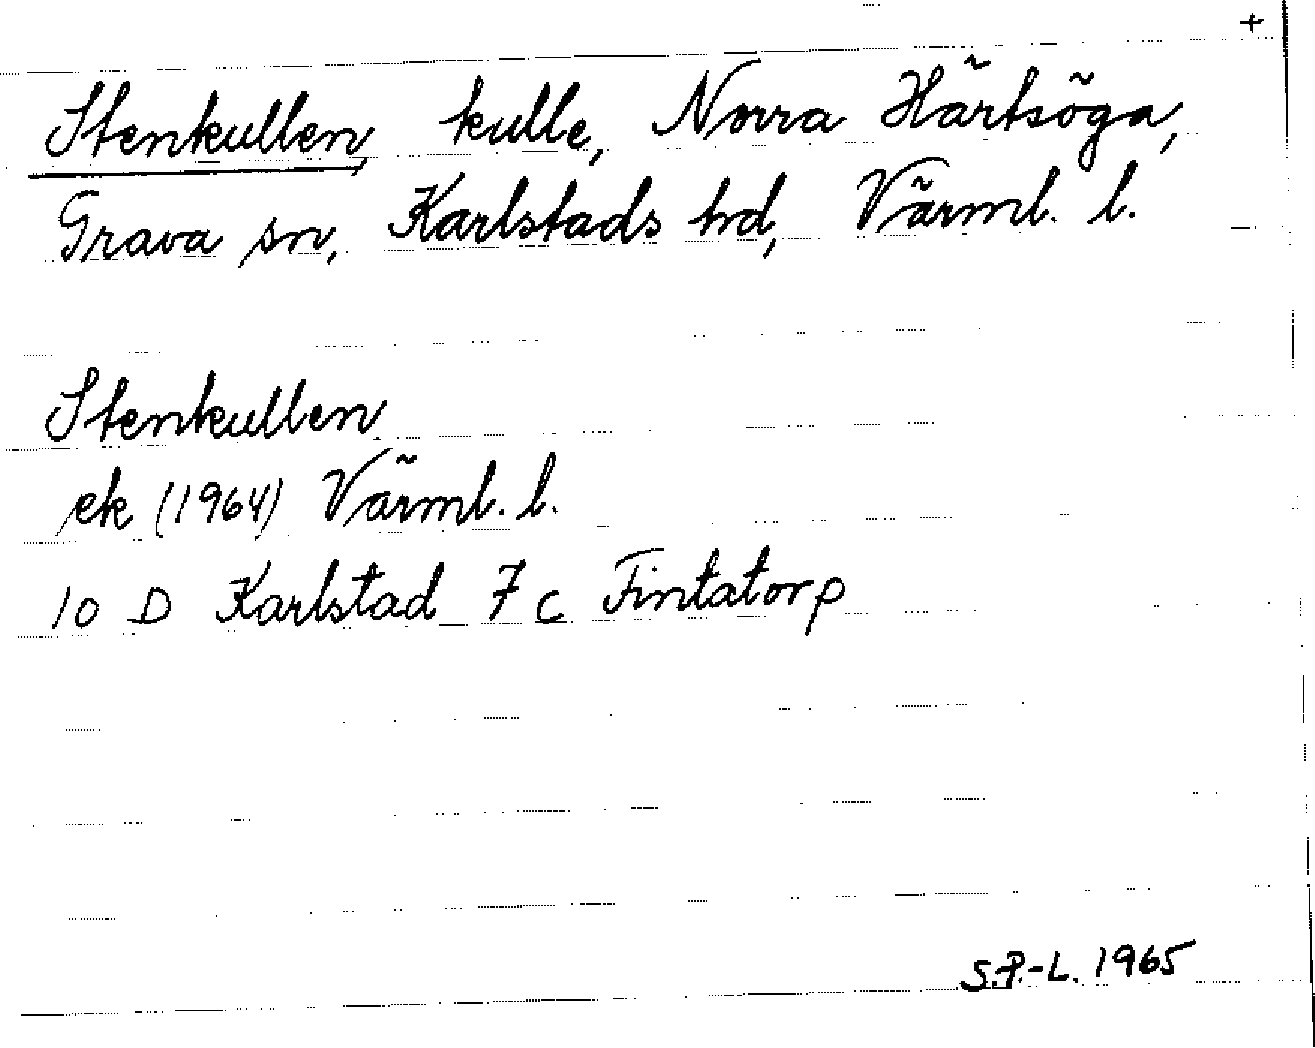 +
Stenkullen, kulle, Norra Härtsöga,
Grava sn, Karlstads hd, Värml. l.
Stenkullen
ek (1964) Värml. l.
10 D Karlstad 7 c Fintatorp
S.P.-L. 1965